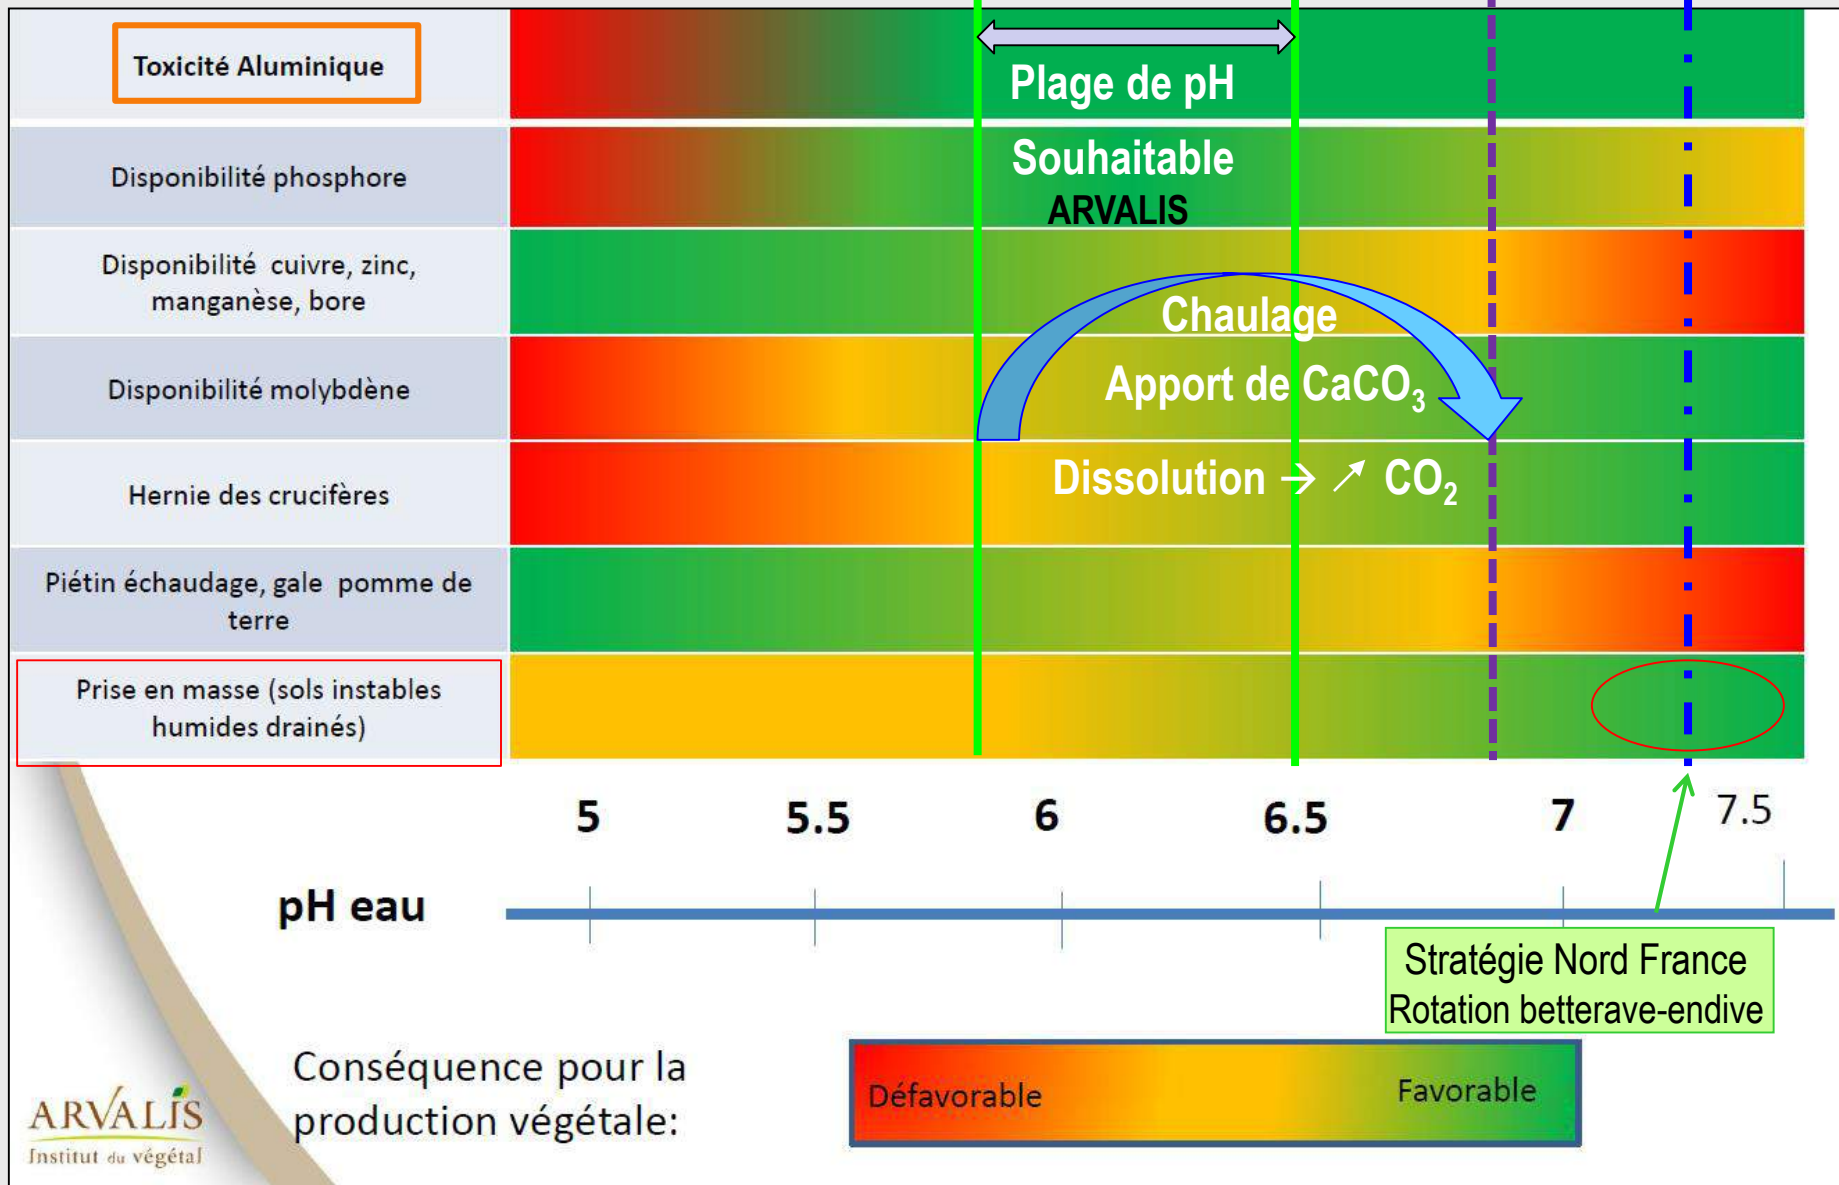 Toxicité Aluminique
Plage de pH
Disponibilité phosphore
Souhaitable
ARVALIS
Disponibilité cuivre, zinc,
manganèse, bore
Chaulage
Disponibilité molybdène
Apport de CaCO₃
Hernie des crucifères
Dissolution → ↗ CO₂
Piétin échaudage, gale pomme de
terre
Prise en masse (sols instables
humides drainés)
5 5.5 6 6.5 7 7.5
pH eau
Stratégie Nord France
Rotation betterave-endive
Conséquence pour la
production végétale:
Défavorable Favorable
ARVALIS
Institut du végétal